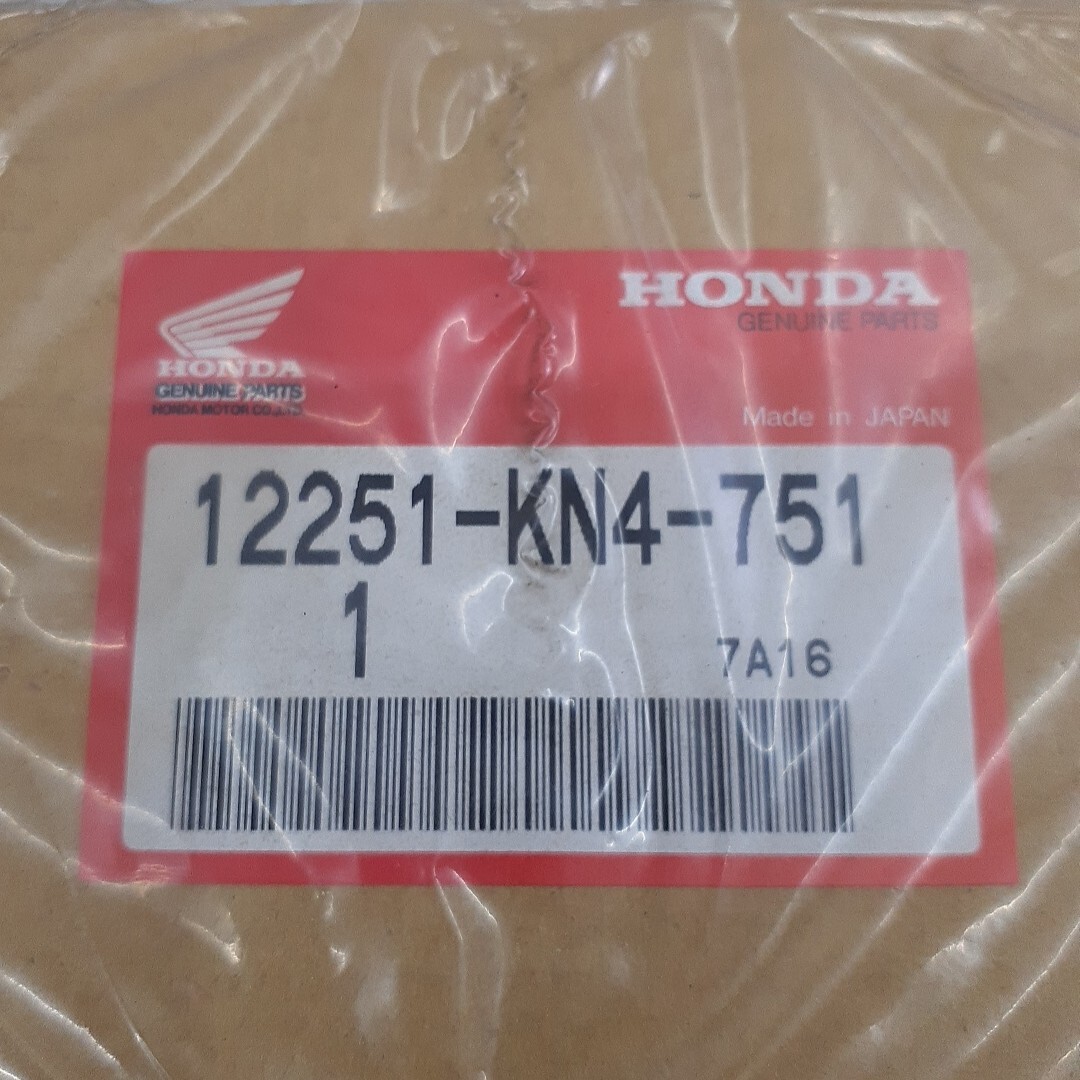 HONDA
GENUINE PARTS
HONDA
GENUINE PARTS
HONDA MOTOR CO.,LTD.
Made in JAPAN
12251-KN4-751
1
7A16